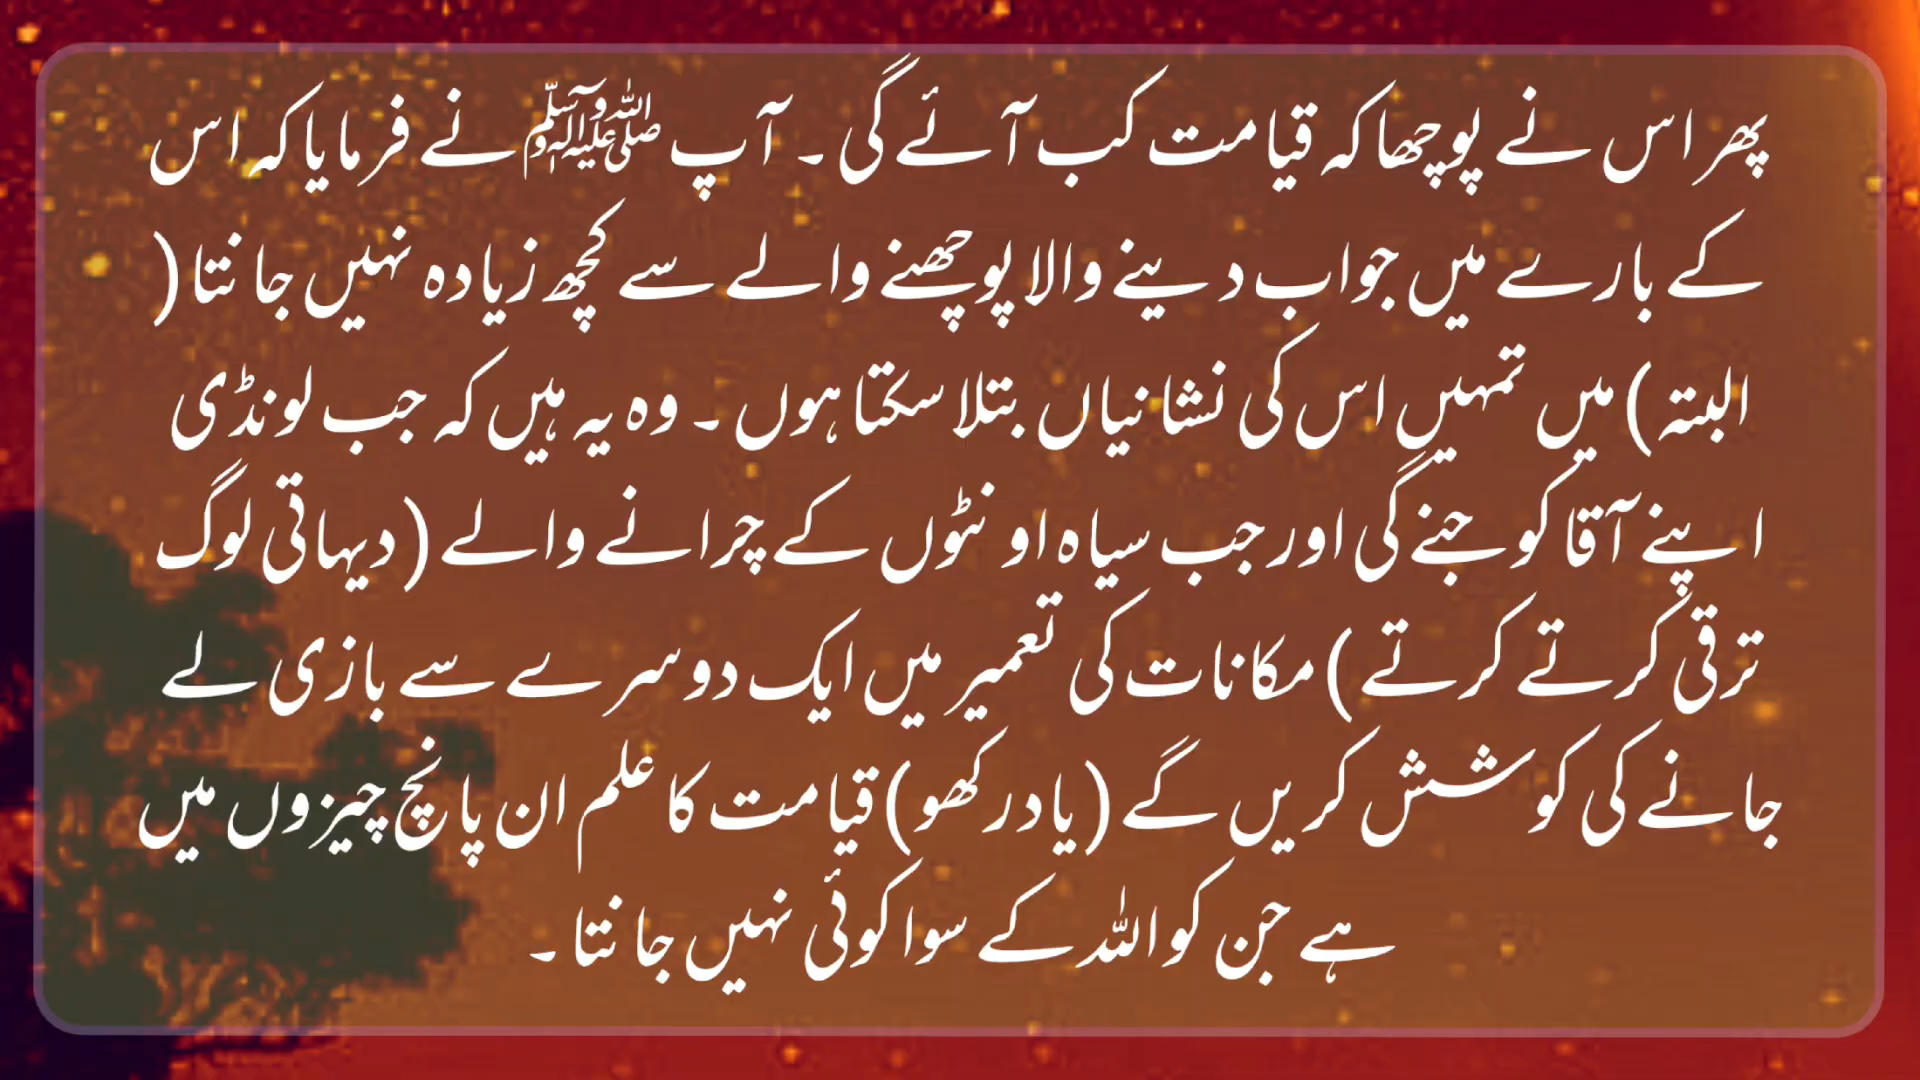 پھر اس نے پوچھا کہ قیامت کب آئے گی۔ آپ ﷺ نے فرمایا کہ اس
کے بارے میں جواب دینے والا پوچھنے والے سے کچھ زیادہ نہیں جانتا (
البتہ) میں تمہیں اس کی نشانیاں بتلا سکتا ہوں۔ وہ یہ ہیں کہ جب لونڈی
اپنے آقا کو جنے گی اور جب سیاہ اونٹوں کے چرانے والے (دیہاتی لوگ
ترقی کرتے کرتے) مکانات کی تعمیر میں ایک دوسرے سے بازی لے
جانے کی کوشش کریں گے (یاد رکھو) قیامت کا علم ان پانچ چیزوں میں
ہے جن کو اللہ کے سوا کوئی نہیں جانتا۔